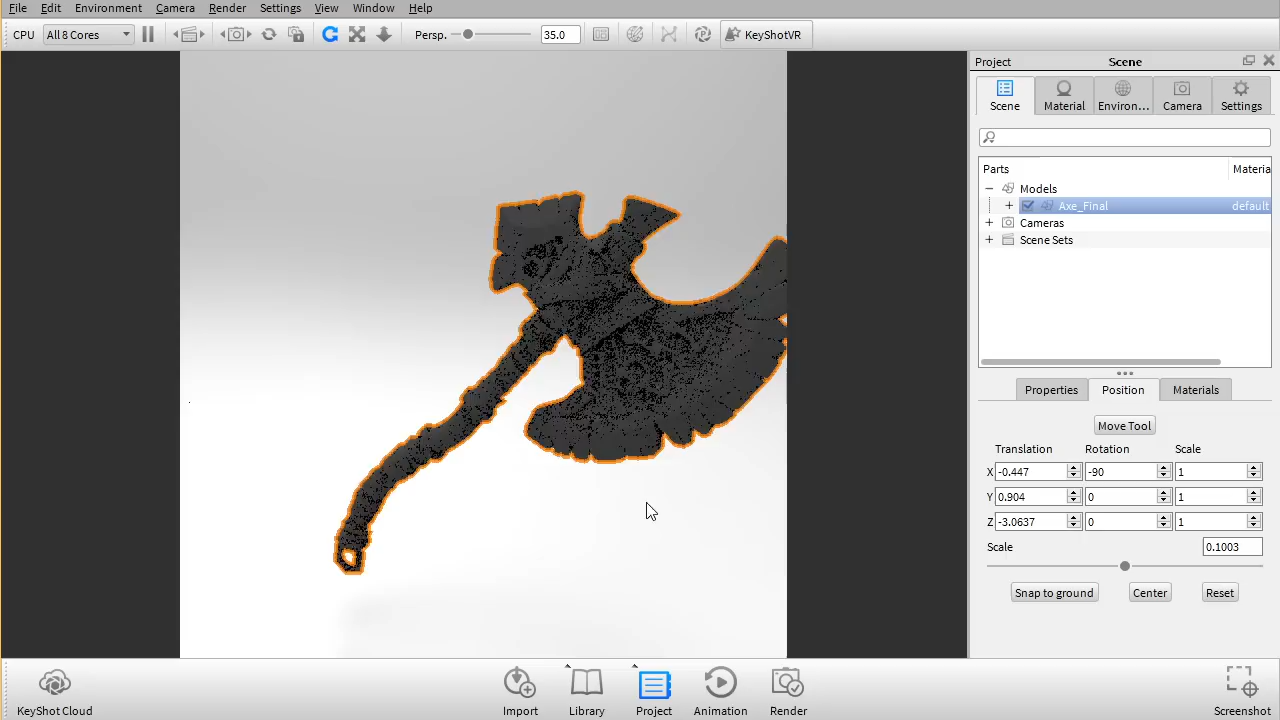 File Edit Environment Camera Render Settings View Window Help
CPU All 8 Cores Persp. 35.0 KeyShotVR
Project Scene
Scene Material Environ... Camera Settings
Parts Materia
Models
Axe_Final default
Cameras
Scene Sets
Properties Position Materials
Move Tool
Translation Rotation Scale
X -0.447 -90 1
Y 0.904 0 1
Z -3.0637 0 1
Scale 0.1003
Snap to ground Center Reset
KeyShot Cloud Import Library Project Animation Render Screenshot